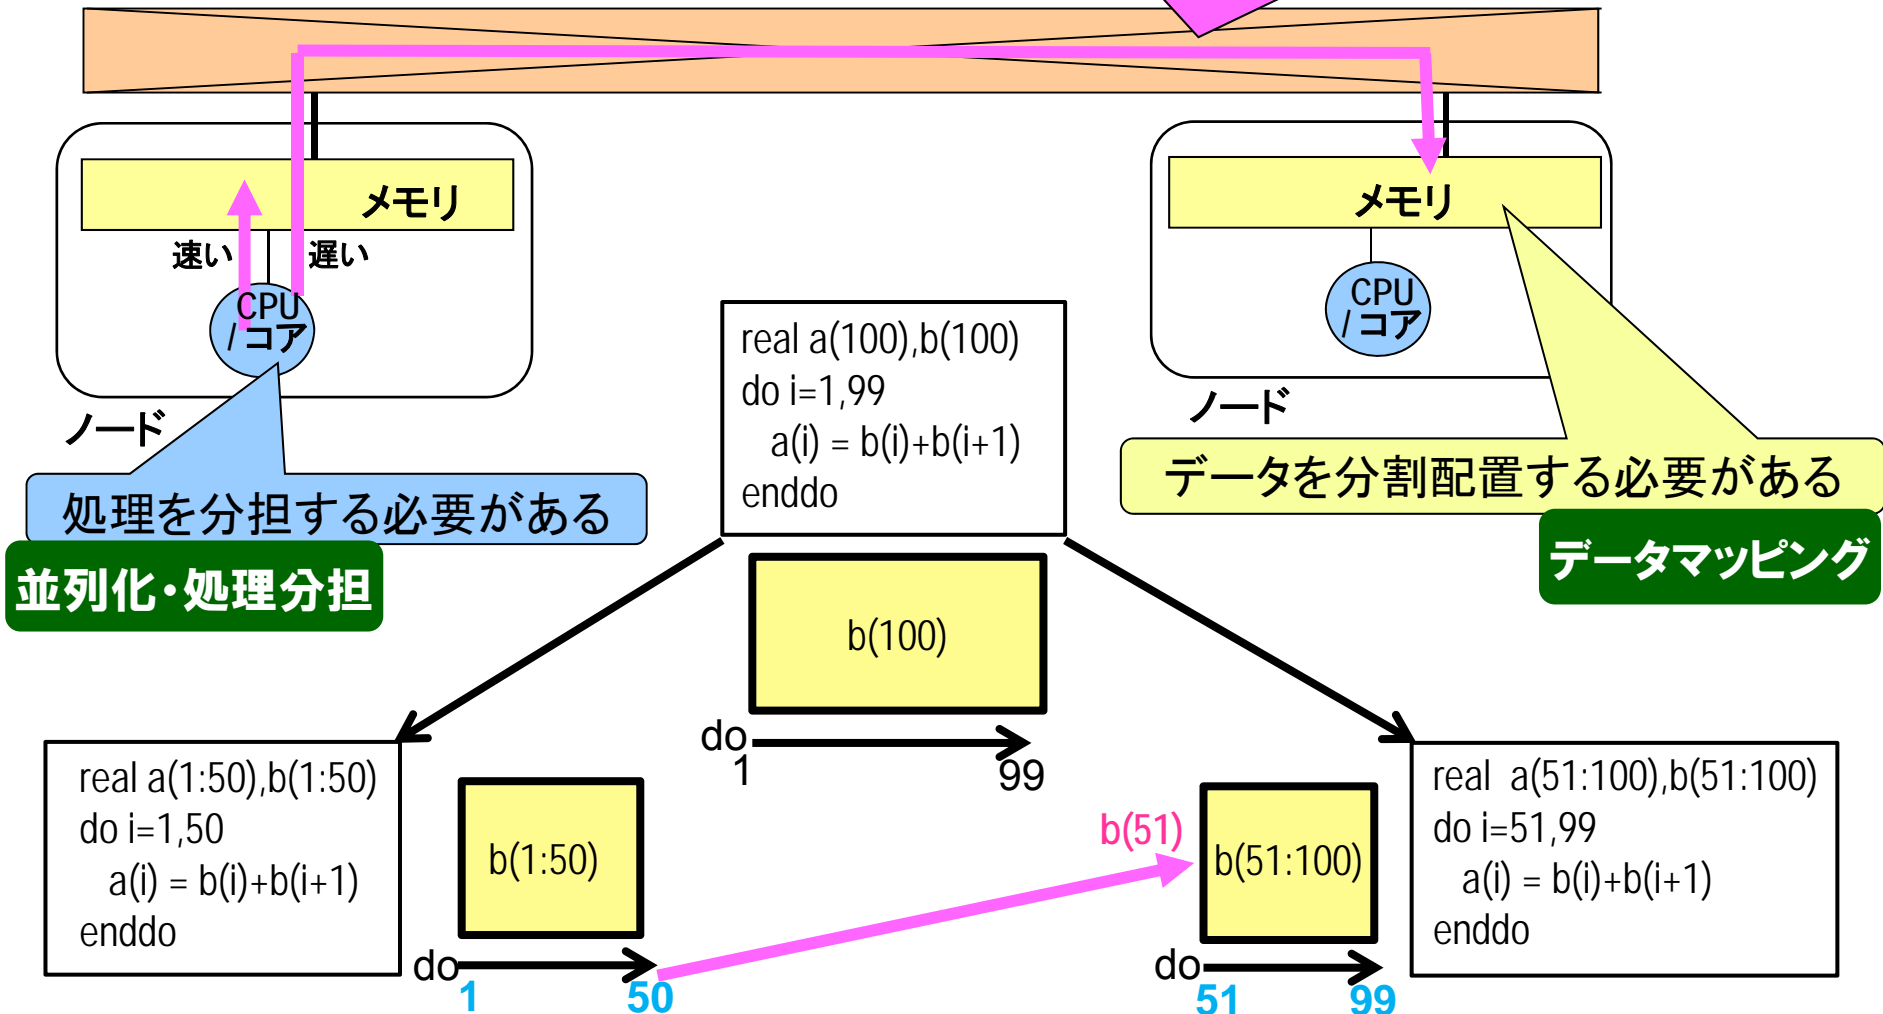 メモリ
速い
遅い
CPU
/コア
ノード
処理を分担する必要がある
並列化・処理分担
メモリ
CPU
/コア
ノード
データを分割配置する必要がある
データマッピング
real a(100),b(100)
do i=1,99
a(i) = b(i)+b(i+1)
enddo
b(100)
do
1
99
real a(1:50),b(1:50)
do i=1,50
a(i) = b(i)+b(i+1)
enddo
b(1:50)
do
1
50
b(51)
b(51:100)
do
51
99
real a(51:100),b(51:100)
do i=51,99
a(i) = b(i)+b(i+1)
enddo